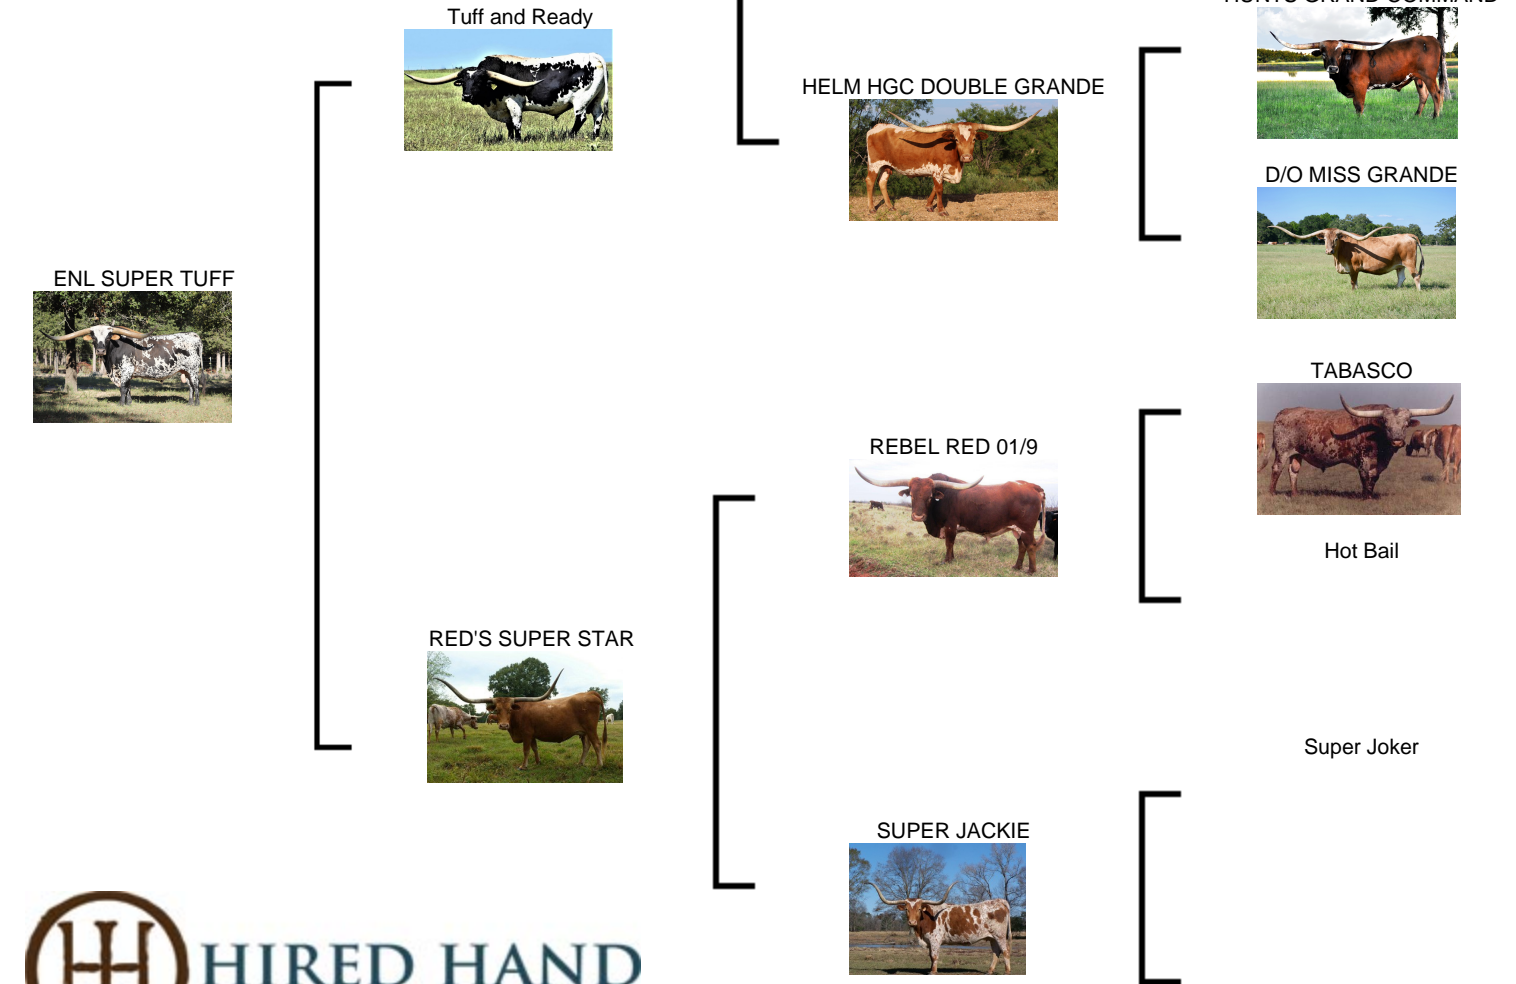 Tuff and Ready
HELM HGC DOUBLE GRANDE
D/O MISS GRANDE
ENL SUPER TUFF
TABASCO
REBEL RED 01/9
Hot Bail
RED'S SUPER STAR
Super Joker
SUPER JACKIE
HIRED HAND